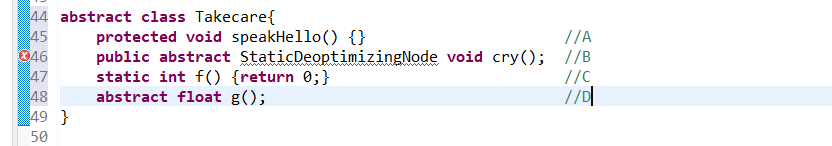 44 abstract class Takecare{
45     protected void speakHello() {}                     //A
46     public abstract StaticDeoptimizingNode void cry();  //B
47     static int f() {return 0;}                         //C
48     abstract float g();                                //D
49 }
50